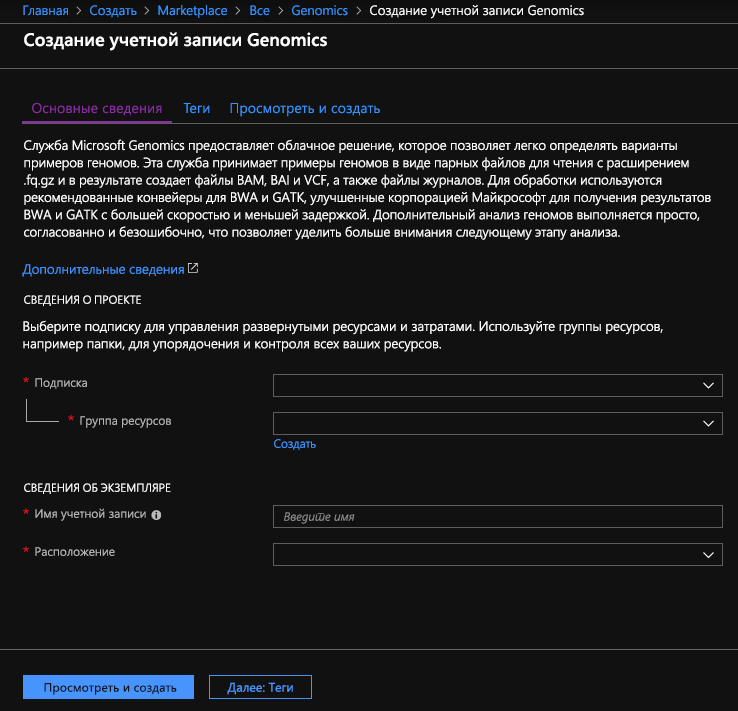 Главная > Создать > Marketplace > Все > Genomics > Создание учетной записи Genomics
Создание учетной записи Genomics
Основные сведения Теги Просмотреть и создать
Служба Microsoft Genomics предоставляет облачное решение, которое позволяет легко определять варианты
примеров геномов. Эта служба принимает примеры геномов в виде парных файлов для чтения с расширением
.fq.gz и в результате создает файлы BAM, BAI и VCF, а также файлы журналов. Для обработки используются
рекомендованные конвейеры для BWA и GATK, улучшенные корпорацией Майкрософт для получения результатов
BWA и GATK с большей скоростью и меньшей задержкой. Дополнительный анализ геномов выполняется просто,
согласованно и безошибочно, что позволяет уделить больше внимания следующему этапу анализа.
Дополнительные сведения
СВЕДЕНИЯ О ПРОЕКТЕ
Выберите подписку для управления развернутыми ресурсами и затратами. Используйте группы ресурсов,
например папки, для упорядочения и контроля всех ваших ресурсов.
* Подписка
* Группа ресурсов
Создать
СВЕДЕНИЯ ОБ ЭКЗЕМПЛЯРЕ
* Имя учетной записи Введите имя
* Расположение
Просмотреть и создать Далее: Теги